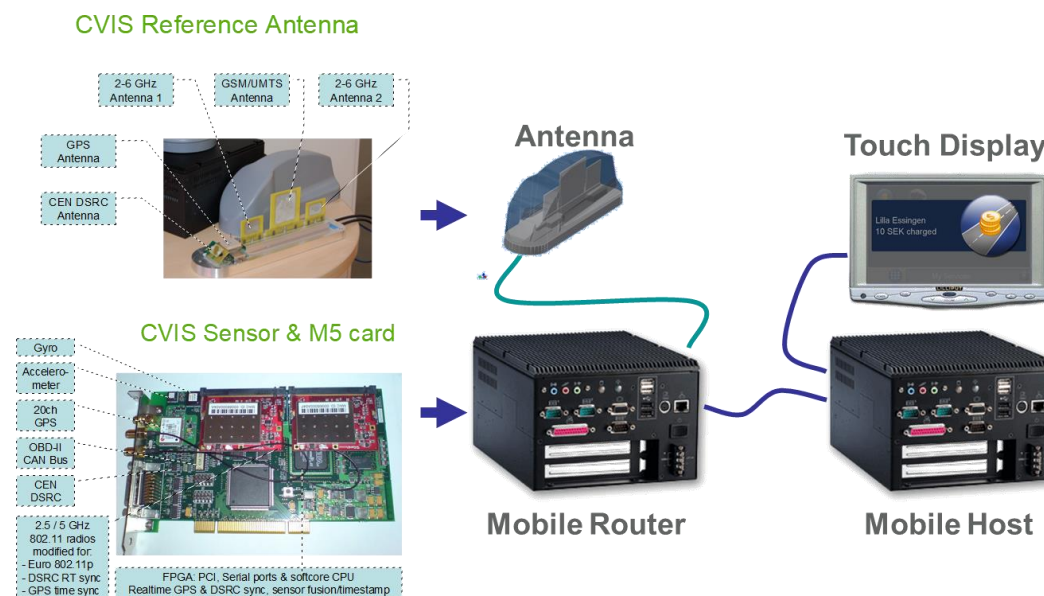 CVIS Reference Antenna
2-6 GHz
Antenna 1
GSM/UMTS
Antenna
2-6 GHz
Antenna 2
GPS
Antenna
CEN DSRC
Antenna
Antenna
Touch Display
Lilla Essingen
10 SEK charged
LILLIPUT
CVIS Sensor & M5 card
Gyro
Accelero-
meter
20ch
GPS
OBD-II
CAN Bus
CEN
DSRC
2.5 / 5 GHz
802.11 radios
modified for:
- Euro 802.11p
- DSRC RT sync
- GPS time sync
FPGA: PCI, Serial ports & softcore CPU
Realtime GPS & DSRC sync, sensor fusion/timestamp
Mobile Router
Mobile Host